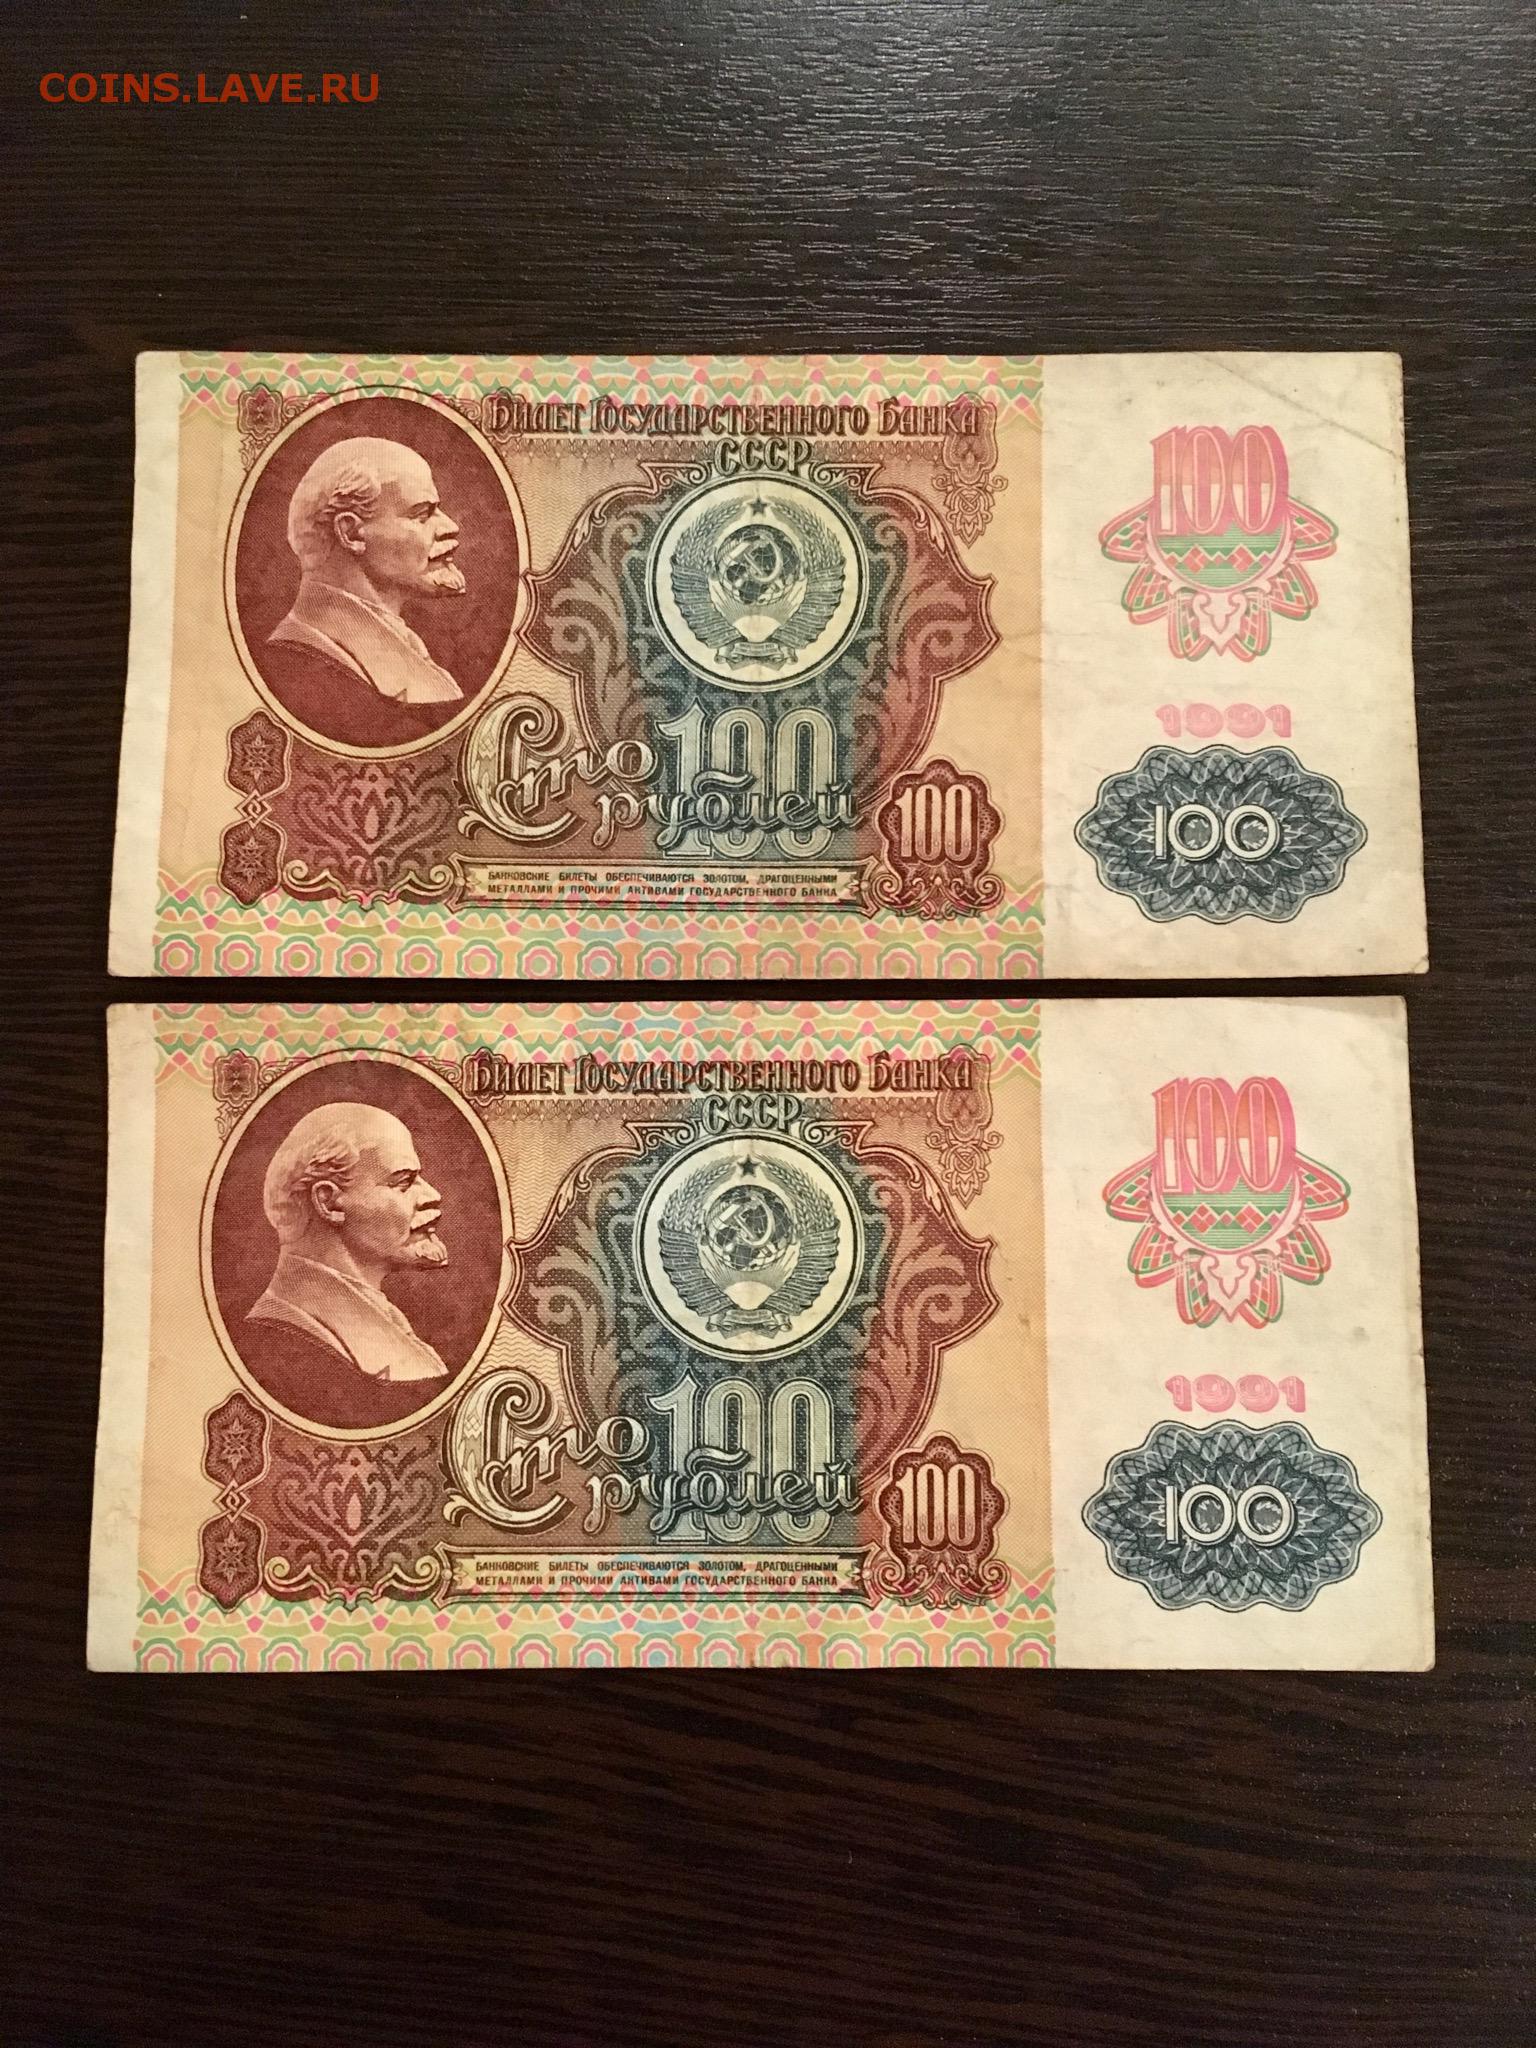 COINS.LAVE.RU
Билет Государственного Банка
СССР
100
1991
100
Сто
рублей
100
100
БАНКОВСКИЕ БИЛЕТЫ ОБЕСПЕЧИВАЮТСЯ ЗОЛОТОМ, ДРАГОЦЕННЫМИ
МЕТАЛЛАМИ И ПРОЧИМИ АКТИВАМИ ГОСУДАРСТВЕННОГО БАНКА
Билет Государственного Банка
СССР
100
1991
100
Сто
рублей
100
100
БАНКОВСКИЕ БИЛЕТЫ ОБЕСПЕЧИВАЮТСЯ ЗОЛОТОМ, ДРАГОЦЕННЫМИ
МЕТАЛЛАМИ И ПРОЧИМИ АКТИВАМИ ГОСУДАРСТВЕННОГО БАНКА